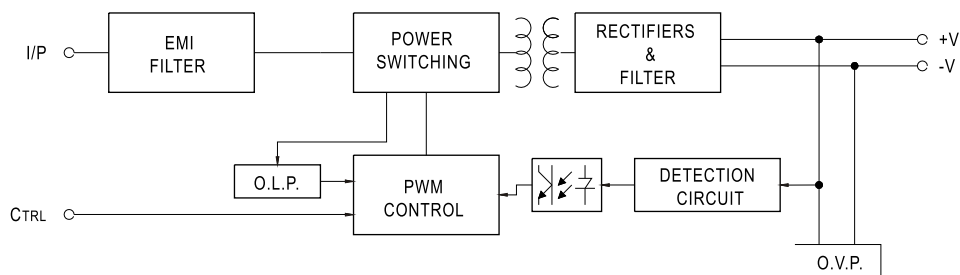 I/P
EMI
FILTER
POWER
SWITCHING
RECTIFIERS
&
FILTER
+V
-V
O.L.P.
PWM
CONTROL
DETECTION
CIRCUIT
CTRL
O.V.P.